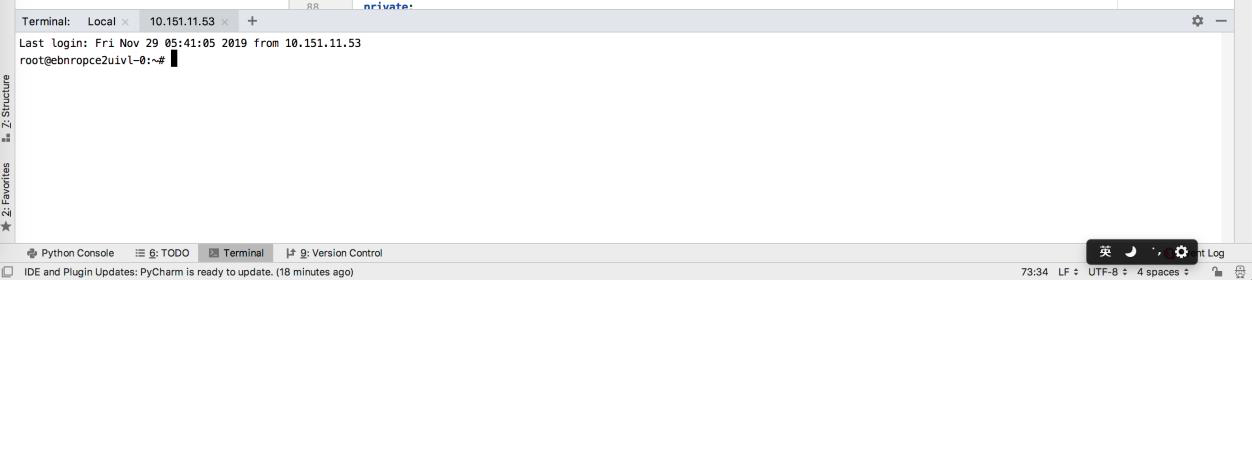 88 private:
Terminal: Local × 10.151.11.53 × +
Last login: Fri Nov 29 05:41:05 2019 from 10.151.11.53
root@ebnropce2uivl-0:~#
7: Structure
2: Favorites
Python Console 6: TODO Terminal 9: Version Control
英
Log
IDE and Plugin Updates: PyCharm is ready to update. (18 minutes ago) 73:34 LF UTF-8 4 spaces